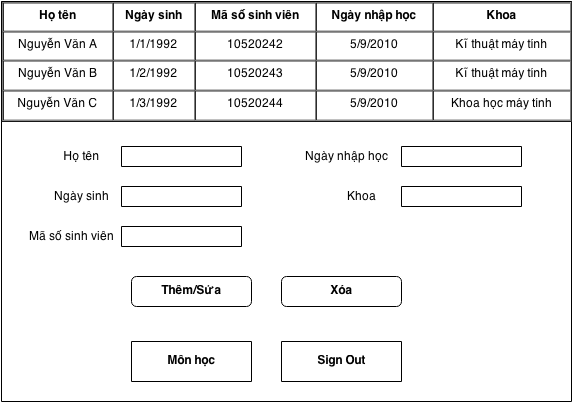 Họ tên Ngày sinh Mã số sinh viên Ngày nhập học Khoa
Nguyễn Văn A 1/1/1992 10520242 5/9/2010 Kĩ thuật máy tính
Nguyễn Văn B 1/2/1992 10520243 5/9/2010 Kĩ thuật máy tính
Nguyễn Văn C 1/3/1992 10520244 5/9/2010 Khoa học máy tính
Họ tên Ngày nhập học
Ngày sinh Khoa
Mã số sinh viên
Thêm/Sửa Xóa
Môn học Sign Out